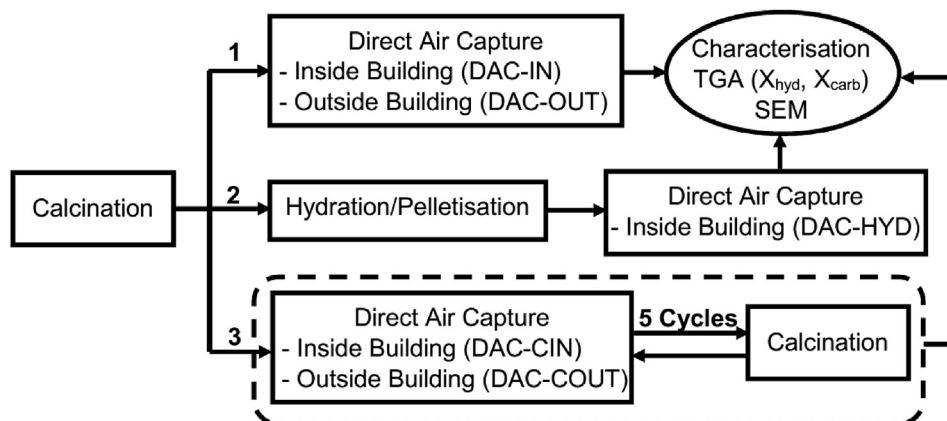 Calcination
1
Direct Air Capture
- Inside Building (DAC-IN)
- Outside Building (DAC-OUT)
Characterisation
TGA (Xhyd, Xcarb)
SEM
2
Hydration/Pelletisation
Direct Air Capture
- Inside Building (DAC-HYD)
3
Direct Air Capture
- Inside Building (DAC-CIN)
- Outside Building (DAC-COUT)
5 Cycles
Calcination